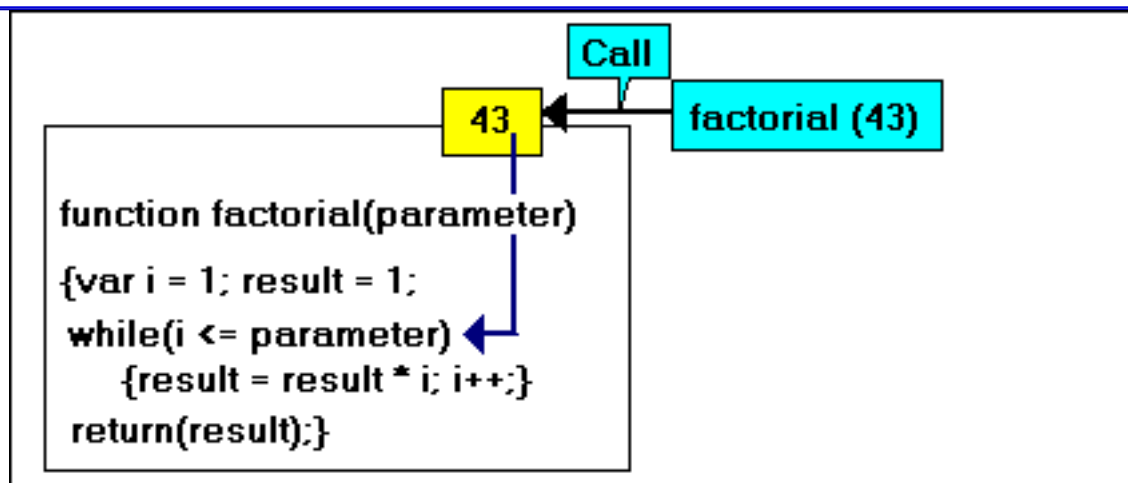 Call
43
factorial (43)
function factorial(parameter)
{var i = 1; result = 1;
while(i <= parameter)
{result = result * i; i++;}
return(result);}